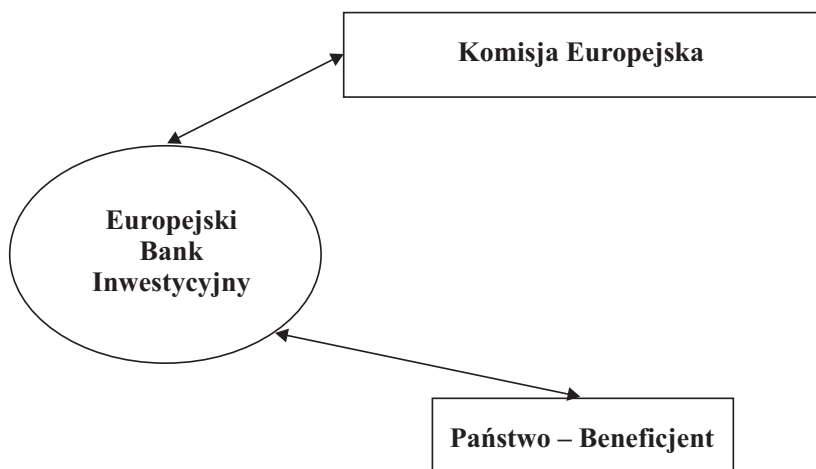 Komisja Europejska
Europejski
Bank
Inwestycyjny
Państwo – Beneficjent